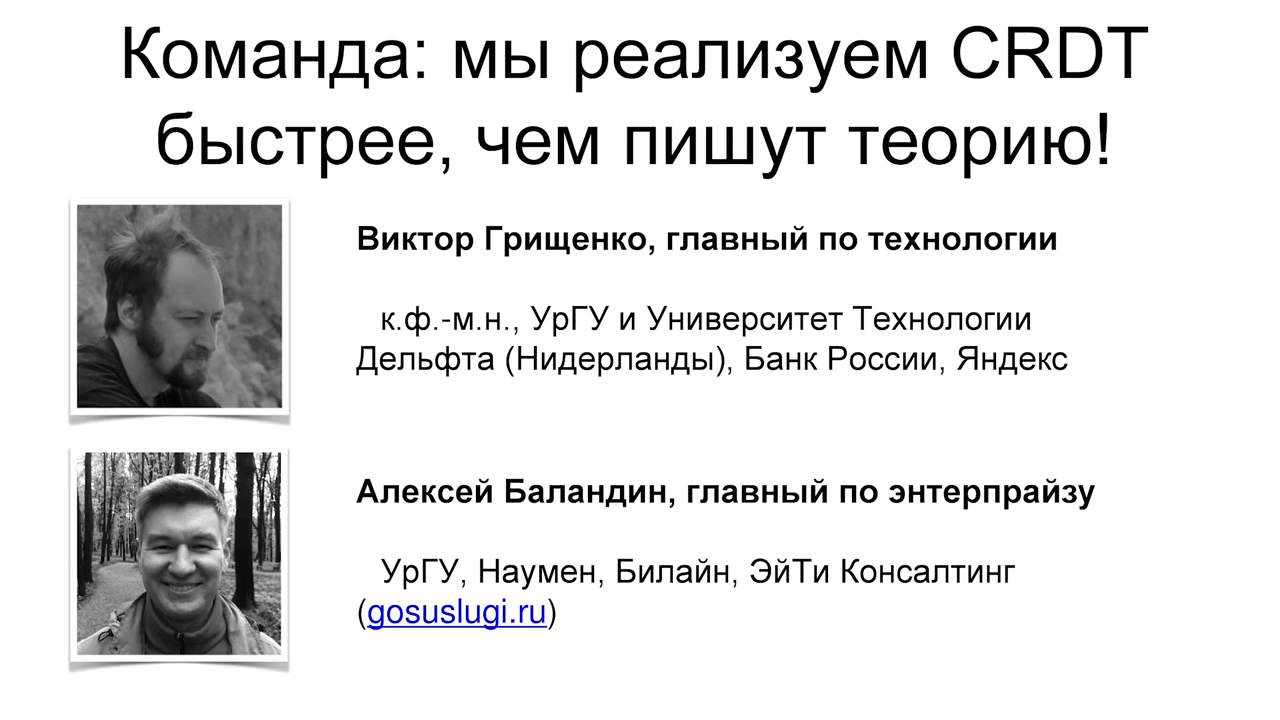 Команда: мы реализуем CRDT
быстрее, чем пишут теорию!
Виктор Грищенко, главный по технологии
к.ф.-м.н., УрГУ и Университет Технологии
Дельфта (Нидерланды), Банк России, Яндекс
Алексей Баландин, главный по энтерпрайзу
УрГУ, Наумен, Билайн, ЭйТи Консалтинг
(gosuslugi.ru)